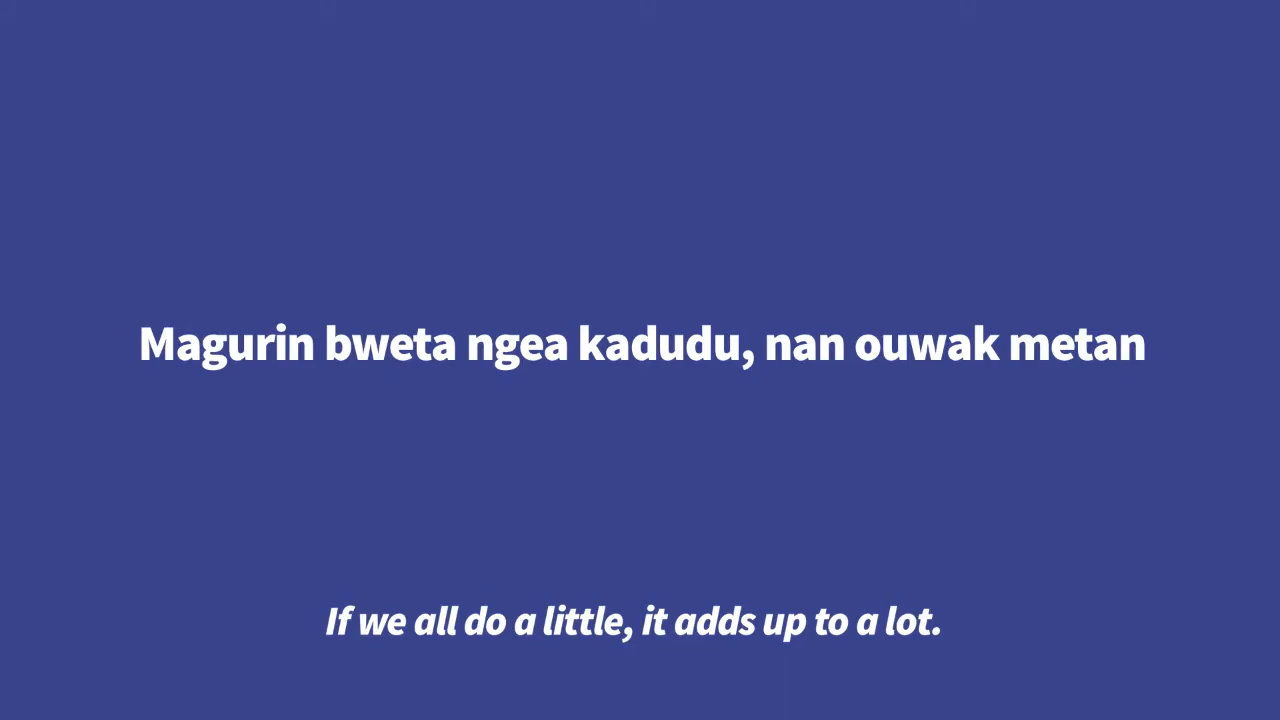 Magurin bweta ngea kadudu, nan ouwak metan
If we all do a little, it adds up to a lot.